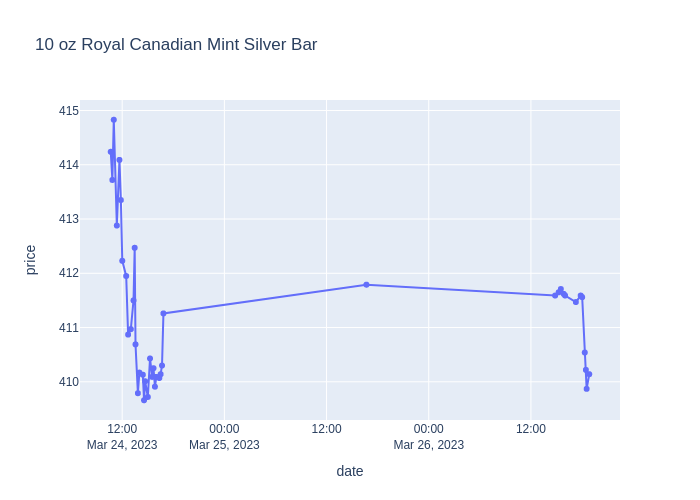 10 oz Royal Canadian Mint Silver Bar
415
414
413
412
411
410
price
12:00
Mar 24, 2023
00:00
Mar 25, 2023
12:00
00:00
Mar 26, 2023
12:00
date